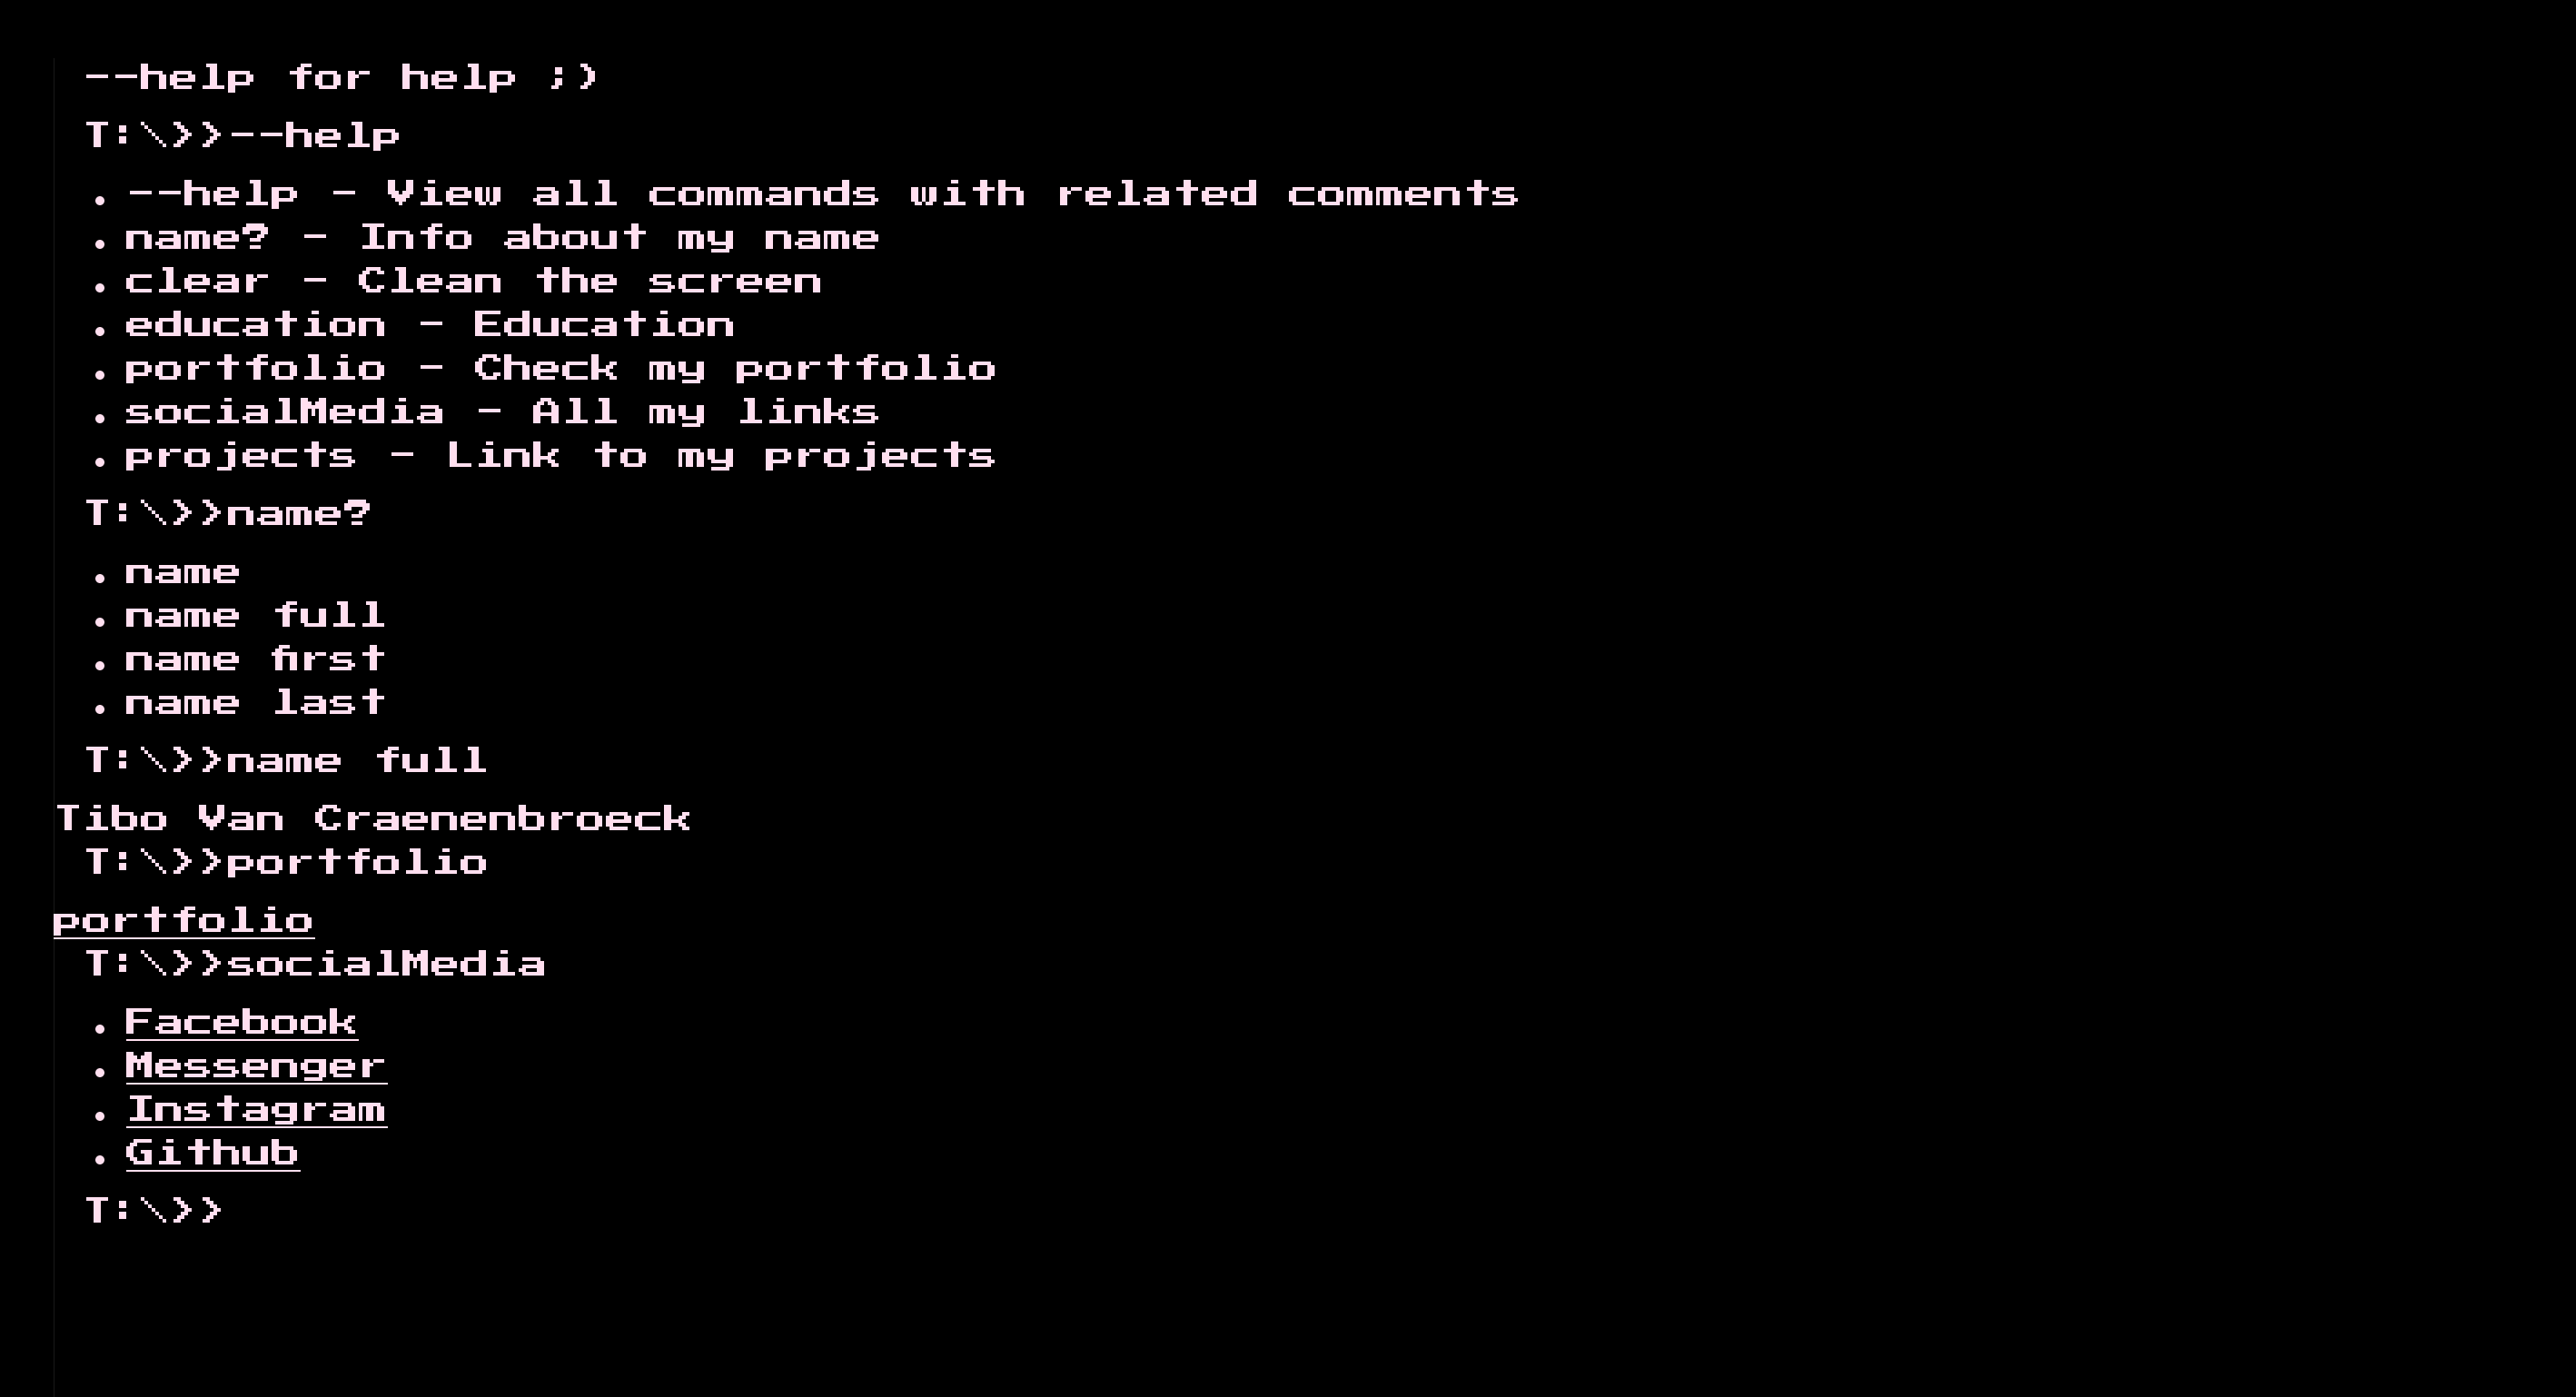 --help for help ;)
T:\>>--help
• --help - View all commands with related comments
• name? - Info about my name
• clear - Clean the screen
• education - Education
• portfolio - Check my portfolio
• socialMedia - All my links
• projects - Link to my projects
T:\>>name?
• name
• name full
• name first
• name last
T:\>>name full
Tibo Van Craenenbroeck
T:\>>portfolio
portfolio
T:\>>socialMedia
• Facebook
• Messenger
• Instagram
• Github
T:\>>